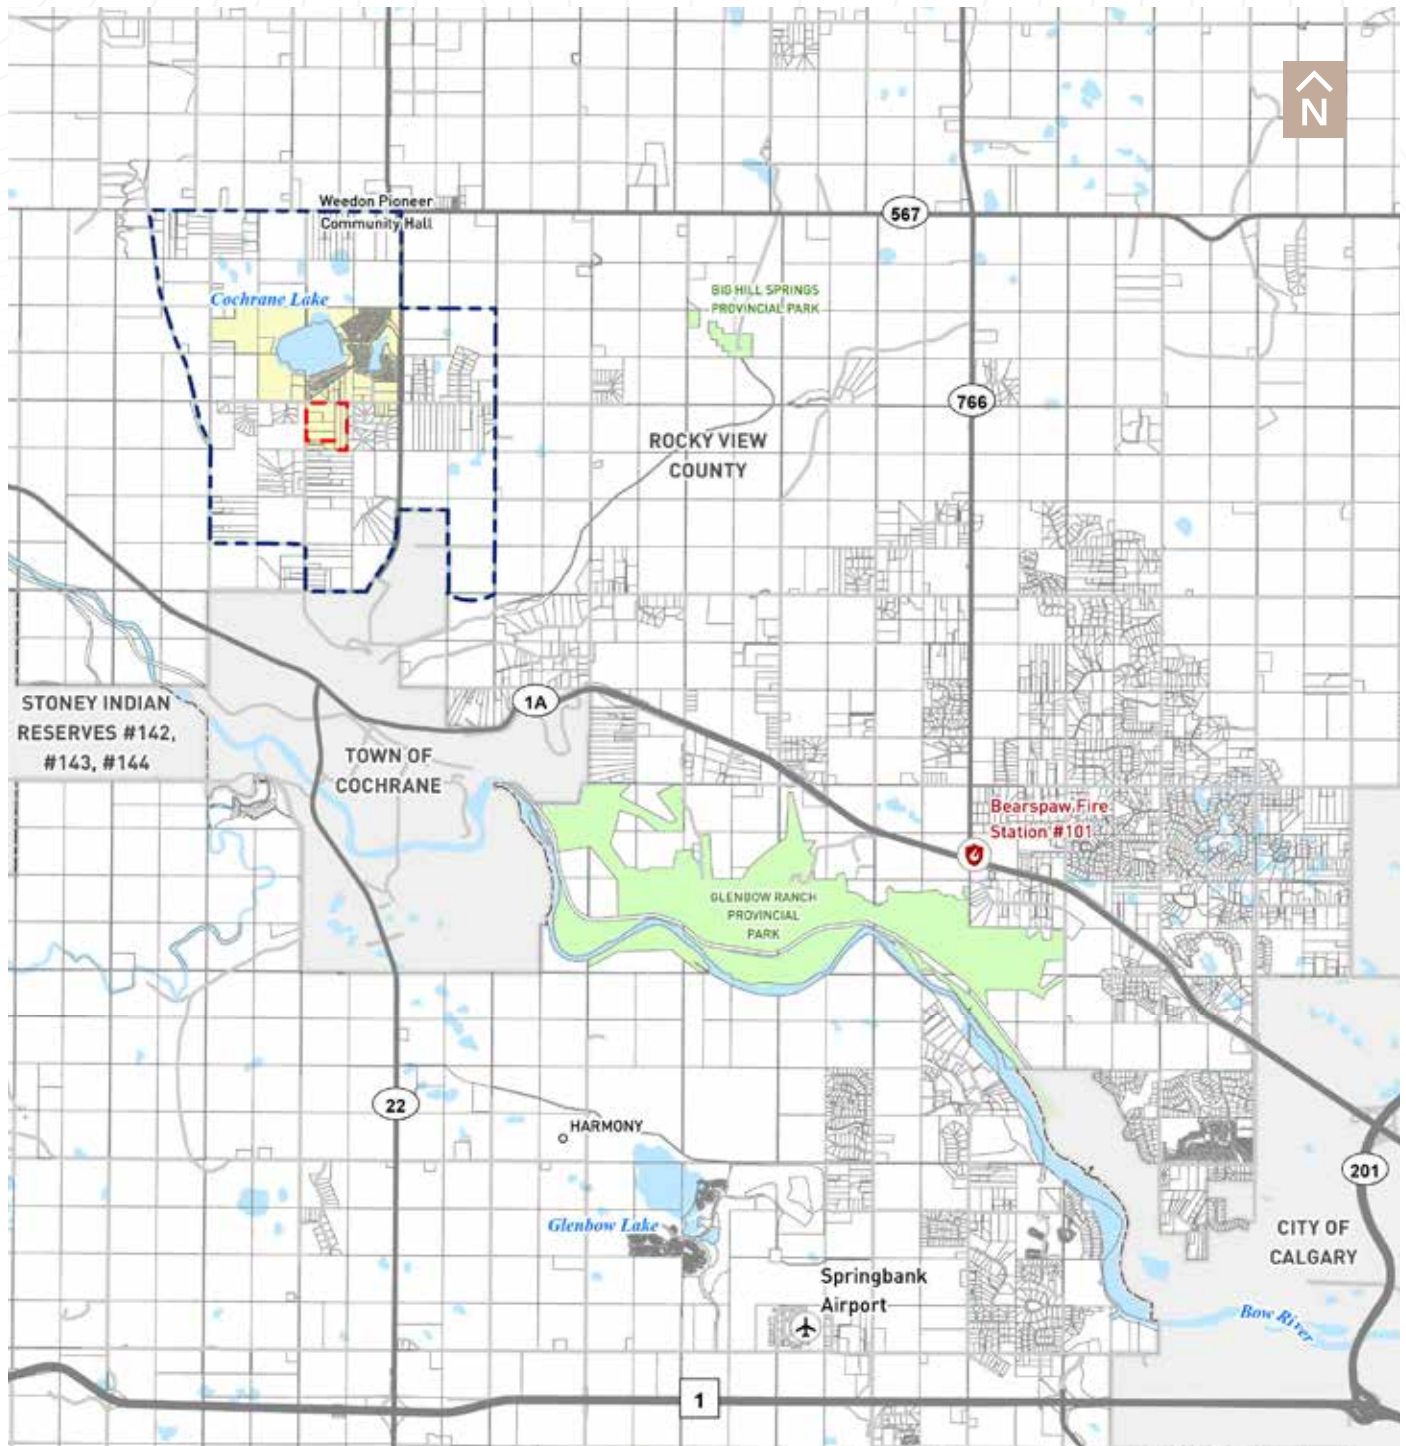 N
Weedon Pioneer
Community Hall
567
Cochrane Lake
BIG HILL SPRINGS
PROVINCIAL PARK
766
ROCKY VIEW
COUNTY
1A
STONEY INDIAN
RESERVES #142,
#143, #144
TOWN OF
COCHRANE
Bearspaw Fire
Station #101
GLENBOW RANCH
PROVINCIAL
PARK
22
HARMONY
201
Glenbow Lake
CITY OF
CALGARY
Springbank
Airport
Bow River
1